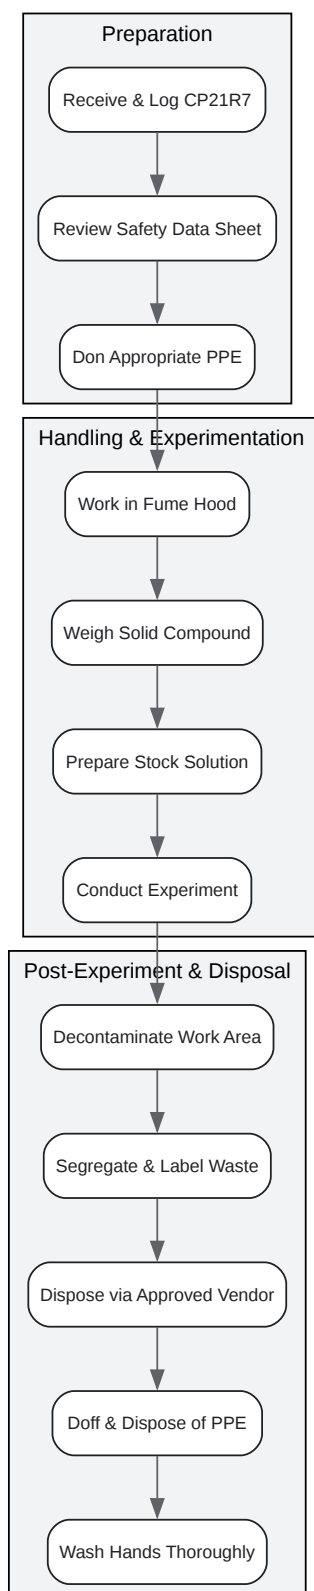 Preparation
Receive & Log CP21R7
Review Safety Data Sheet
Don Appropriate PPE
Handling & Experimentation
Work in Fume Hood
Weigh Solid Compound
Prepare Stock Solution
Conduct Experiment
Post-Experiment & Disposal
Decontaminate Work Area
Segregate & Label Waste
Dispose via Approved Vendor
Doff & Dispose of PPE
Wash Hands Thoroughly